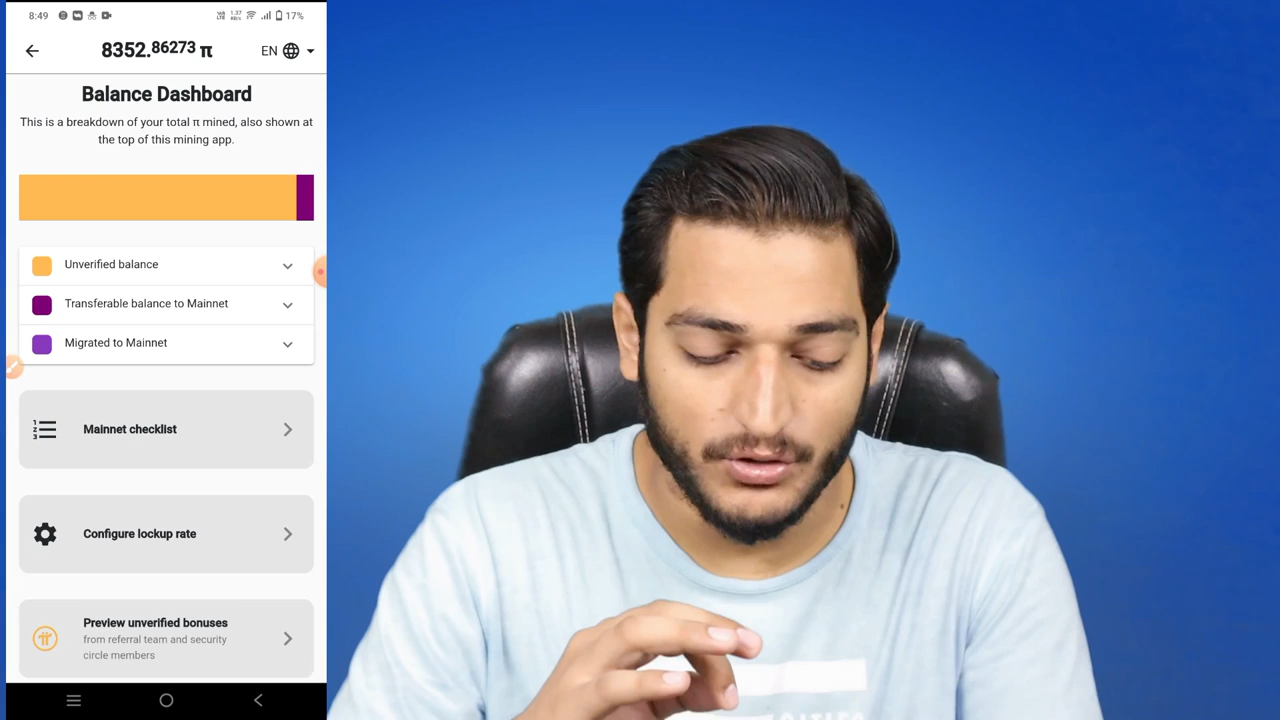 8:49
17%
8352.86273 π
EN
Balance Dashboard
This is a breakdown of your total π mined, also shown at
the top of this mining app.
Unverified balance
Transferable balance to Mainnet
Migrated to Mainnet
Mainnet checklist
Configure lockup rate
Preview unverified bonuses
from referral team and security
circle members